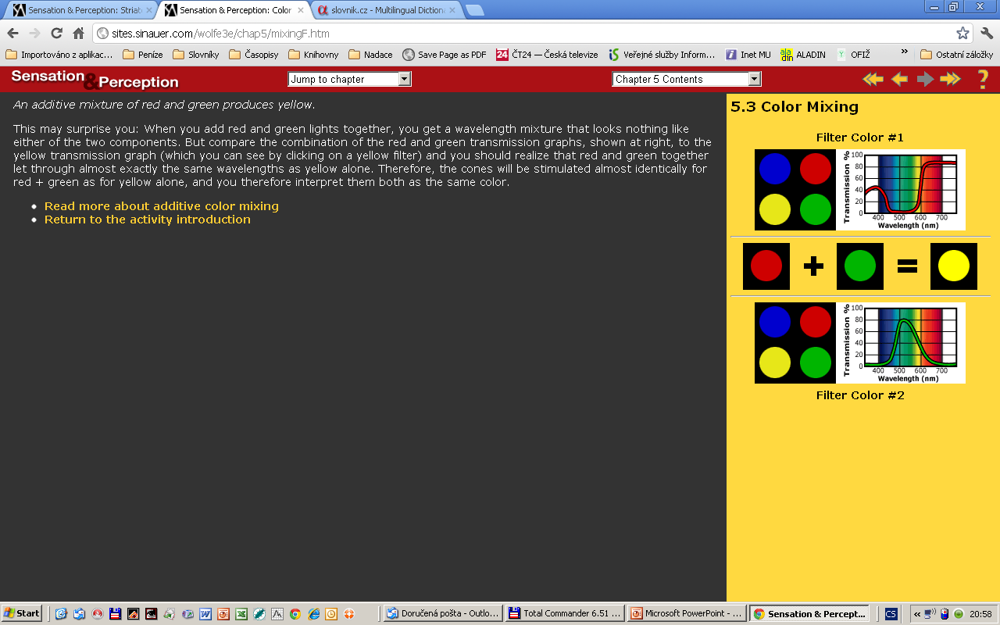 Sensation & Perception: Striat
Sensation & Perception: Color
slovnik.cz - Multilingual Dictiona
sites.sinauer.com/wolfe3e/chap5/mixingF.htm
Importováno z aplikac...
Peníze
Slovníky
Časopisy
Knihovny
Nadace
Save Page as PDF
24 ČT24 — Česká televize
Veřejné služby Inform...
Inet MU
ALADIN
OFIŽ
»
Ostatní záložky
Sensation & Perception
Jump to chapter
Chapter 5 Contents
?
An additive mixture of red and green produces yellow.
This may surprise you: When you add red and green lights together, you get a wavelength mixture that looks nothing like
either of the two components. But compare the combination of the red and green transmission graphs, shown at right, to the
yellow transmission graph (which you can see by clicking on a yellow filter) and you should realize that red and green together
let through almost exactly the same wavelengths as yellow alone. Therefore, the cones will be stimulated almost identically for
red + green as for yellow alone, and you therefore interpret them both as the same color.
• Read more about additive color mixing
• Return to the activity introduction
5.3 Color Mixing
Filter Color #1
Transmission %
100
80
60
40
20
0
400 500 600 700
Wavelength (nm)
+ =
Transmission %
100
80
60
40
20
0
400 500 600 700
Wavelength (nm)
Filter Color #2
Start
Doručená pošta - Outlo...
Total Commander 6.51 ...
Microsoft PowerPoint - ...
Sensation & Percept...
CS
«
20:58